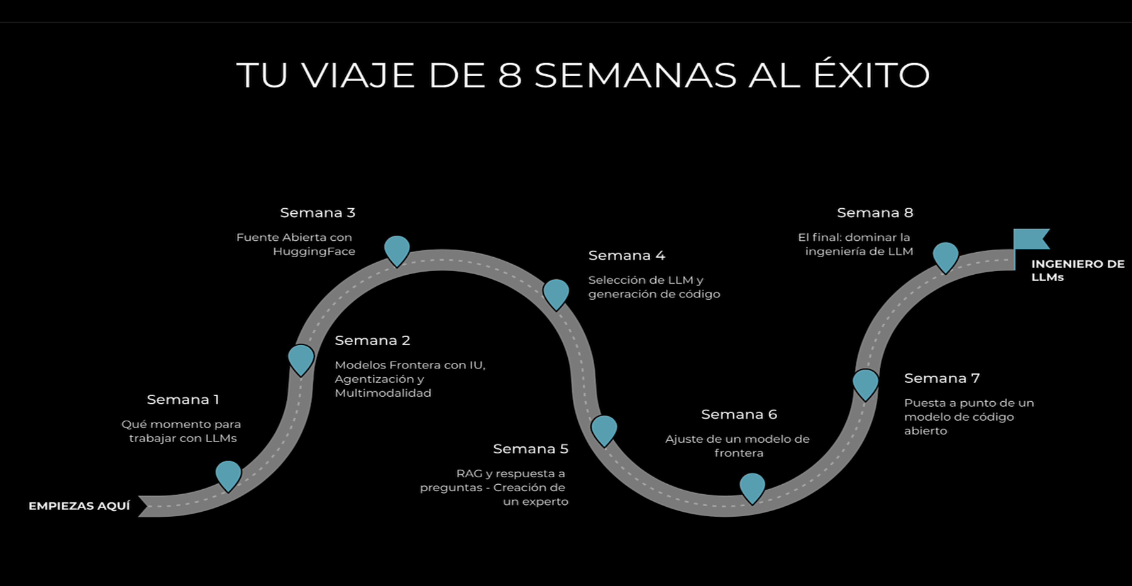 TU VIAJE DE 8 SEMANAS AL ÉXITO
EMPIEZAS AQUÍ
Semana 1
Qué momento para
trabajar con LLMs
Semana 2
Modelos Frontera con IU,
Agentización y
Multimodalidad
Semana 3
Fuente Abierta con
HuggingFace
Semana 4
Selección de LLM y
generación de código
Semana 5
RAG y respuesta a
preguntas - Creación de
un experto
Semana 6
Ajuste de un modelo de
frontera
Semana 7
Puesta a punto de un
modelo de código
abierto
Semana 8
El final: dominar la
ingeniería de LLM
INGENIERO DE
LLMs